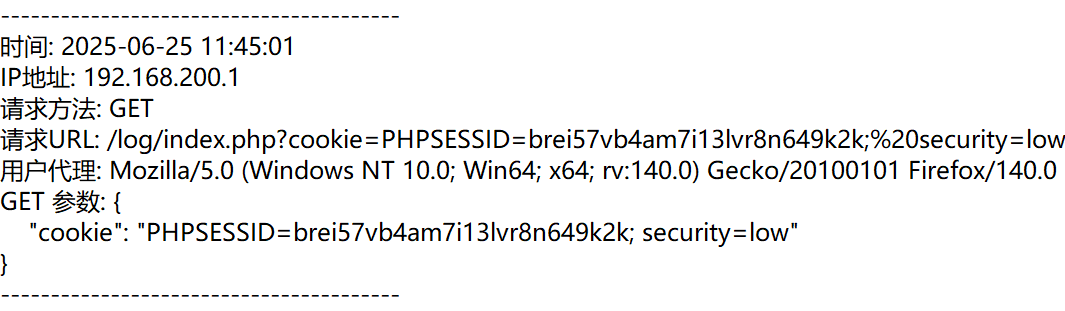 ----------------------------------------
时间: 2025-06-25 11:45:01
IP地址: 192.168.200.1
请求方法: GET
请求URL: /log/index.php?cookie=PHPSESSID=brei57vb4am7i13lvr8n649k2k;%20security=low
用户代理: Mozilla/5.0 (Windows NT 10.0; Win64; x64; rv:140.0) Gecko/20100101 Firefox/140.0
GET 参数: {
    "cookie": "PHPSESSID=brei57vb4am7i13lvr8n649k2k; security=low"
}
----------------------------------------